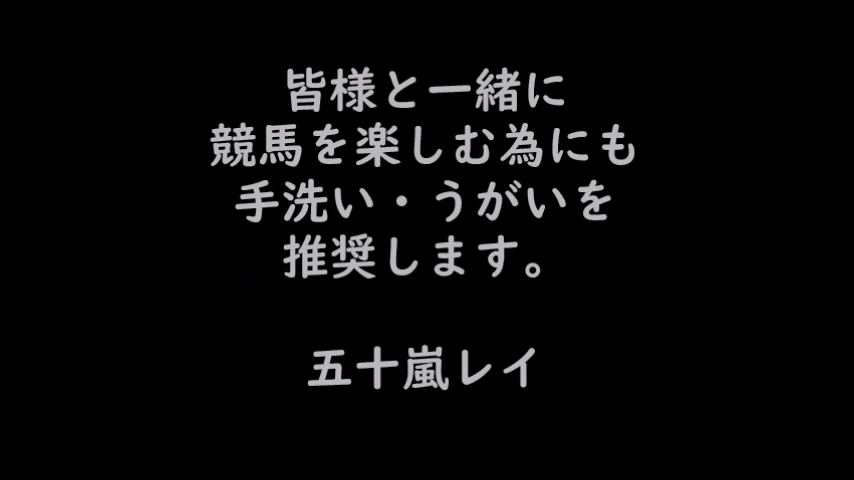 皆様と一緒に
競馬を楽しむ為にも
手洗い・うがいを
推奨します。
五十嵐レイ